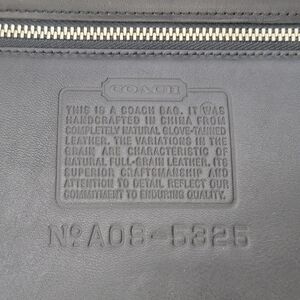 COACH
THIS IS A COACH BAG. IT WAS
HANDCRAFTED IN CHINA FROM
COMPLETELY NATURAL GLOVE-TANNED
LEATHER. THE VARIATIONS IN THE
GRAIN ARE CHARACTERISTIC OF
NATURAL FULL-GRAIN LEATHER. ITS
SUPERIOR CRAFTSMANSHIP AND
ATTENTION TO DETAIL REFLECT OUR
COMMITMENT TO ENDURING QUALITY.
NO AOS-5325